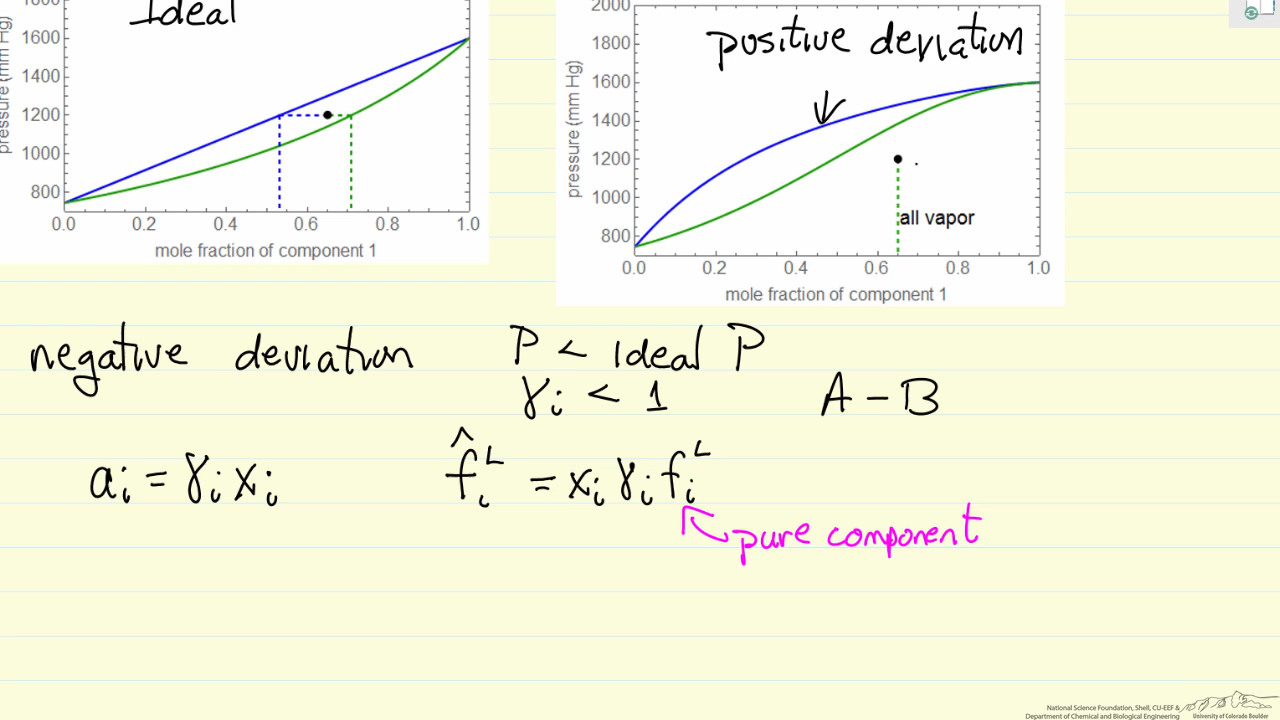 Ideal
1800
1600
1400
1200
1000
800
pressure (mm Hg)
0.0 0.2 0.4 0.6 0.8 1.0
mole fraction of component 1
positive deviation
2000
1800
1600
1400
1200
1000
800
pressure (mm Hg)
all vapor
0.0 0.2 0.4 0.6 0.8 1.0
mole fraction of component 1
negative deviation P < Ideal P
γi < 1 A - B
ai = γi xi f̂iL = xi γi fiL
pure component
National Science Foundation, Shell, CU-EEF &
Department of Chemical and Biological Engineering
University of Colorado Boulder